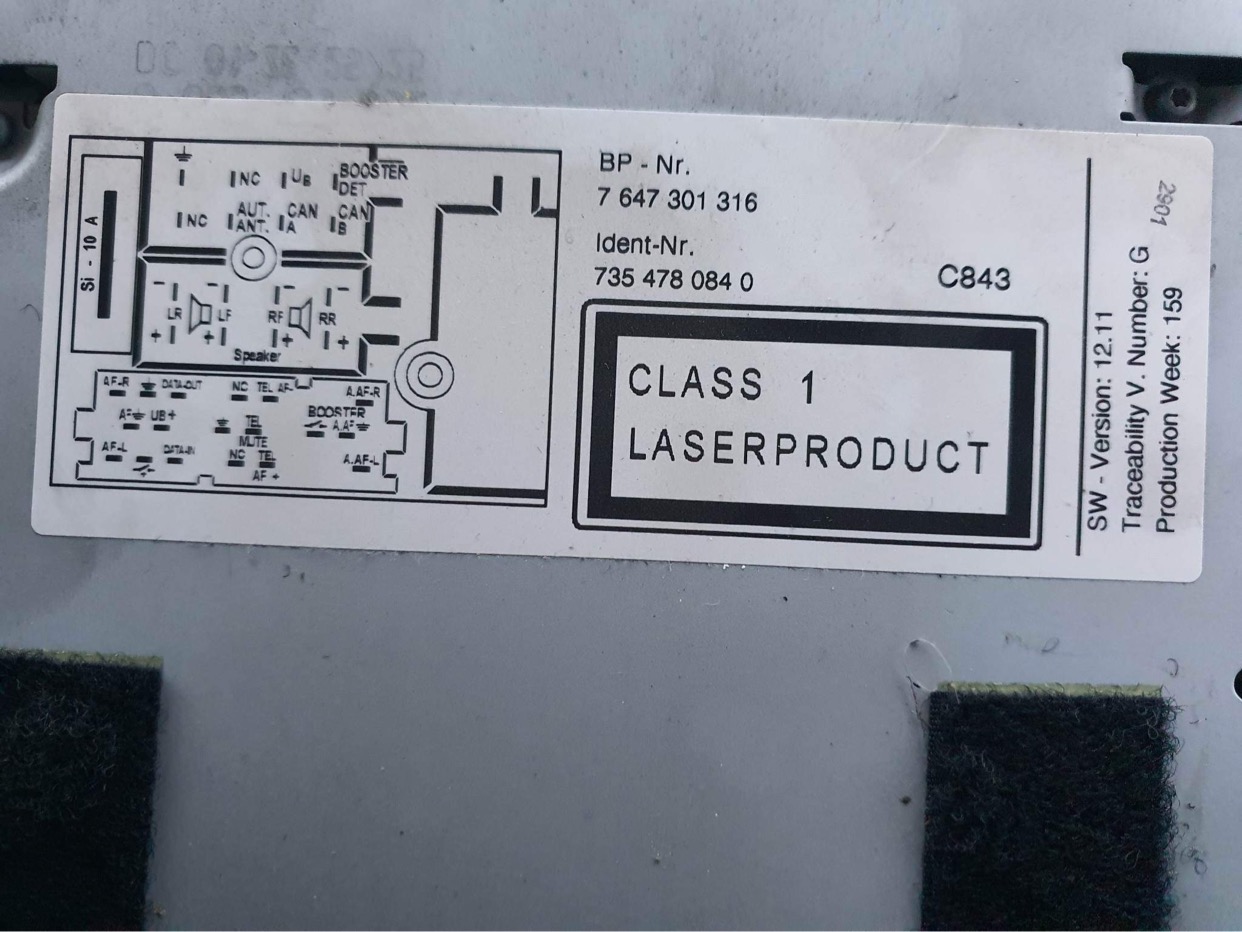 Si - 10 A
NC UB BOOSTER
DET
NC AUT. ANT. CAN A CAN B
- - - -
LR LF RF RR
+ + + +
Speaker
AF-R DATA-OUT NC TEL AF- A.AF-R
AF UB+ TEL MUTE BOOSTER A.AF
AF-L DATA-IN NC TEL AF + A.AF-L
BP - Nr.
7 647 301 316
Ident-Nr.
735 478 084 0
C843
CLASS 1
LASERPRODUCT
SW - Version: 12.11
Traceability V. Number: G
Production Week: 159
2901